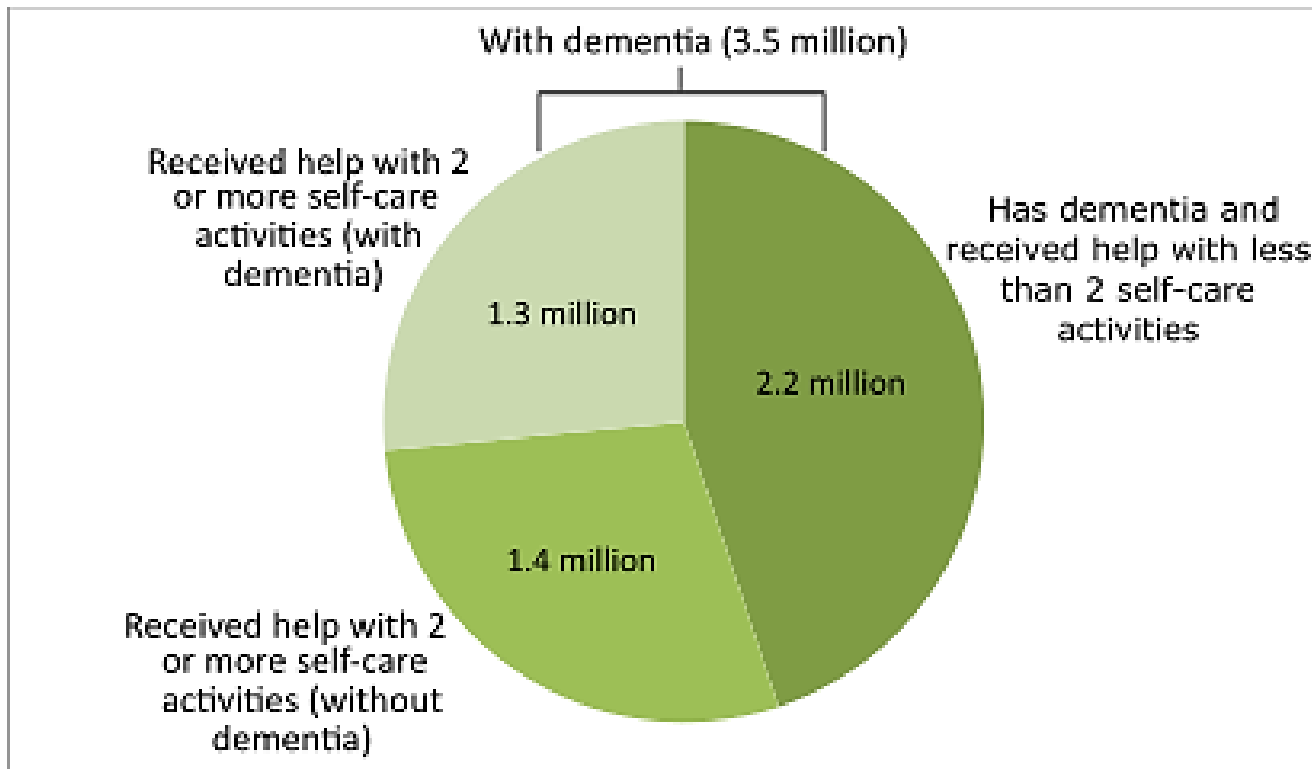 With dementia (3.5 million)
Received help with 2
or more self-care
activities (with
dementia)
1.3 million
Has dementia and
received help with less
than 2 self-care
activities
2.2 million
1.4 million
Received help with 2
or more self-care
activities (without
dementia)